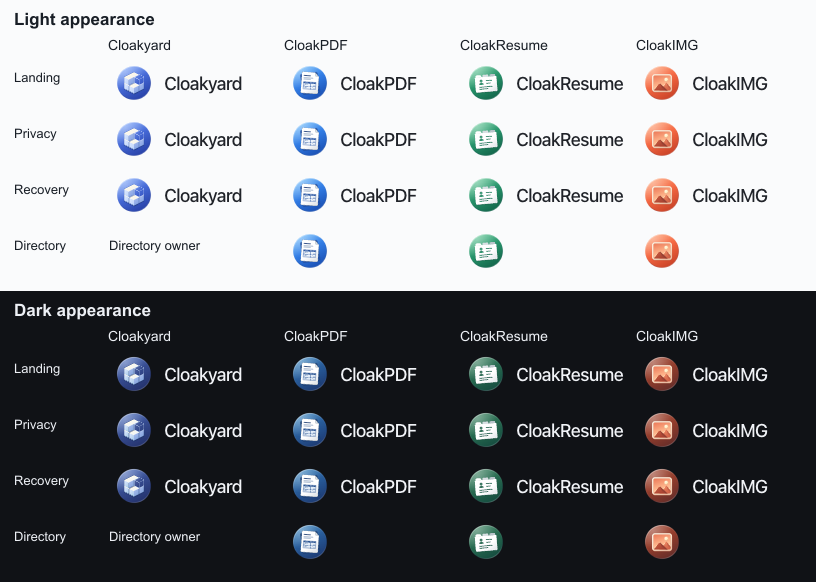 Light appearance
Cloakyard CloakPDF CloakResume CloakIMG
Landing Cloakyard CloakPDF CloakResume CloakIMG
Privacy Cloakyard CloakPDF CloakResume CloakIMG
Recovery Cloakyard CloakPDF CloakResume CloakIMG
Directory Directory owner
Dark appearance
Cloakyard CloakPDF CloakResume CloakIMG
Landing Cloakyard CloakPDF CloakResume CloakIMG
Privacy Cloakyard CloakPDF CloakResume CloakIMG
Recovery Cloakyard CloakPDF CloakResume CloakIMG
Directory Directory owner